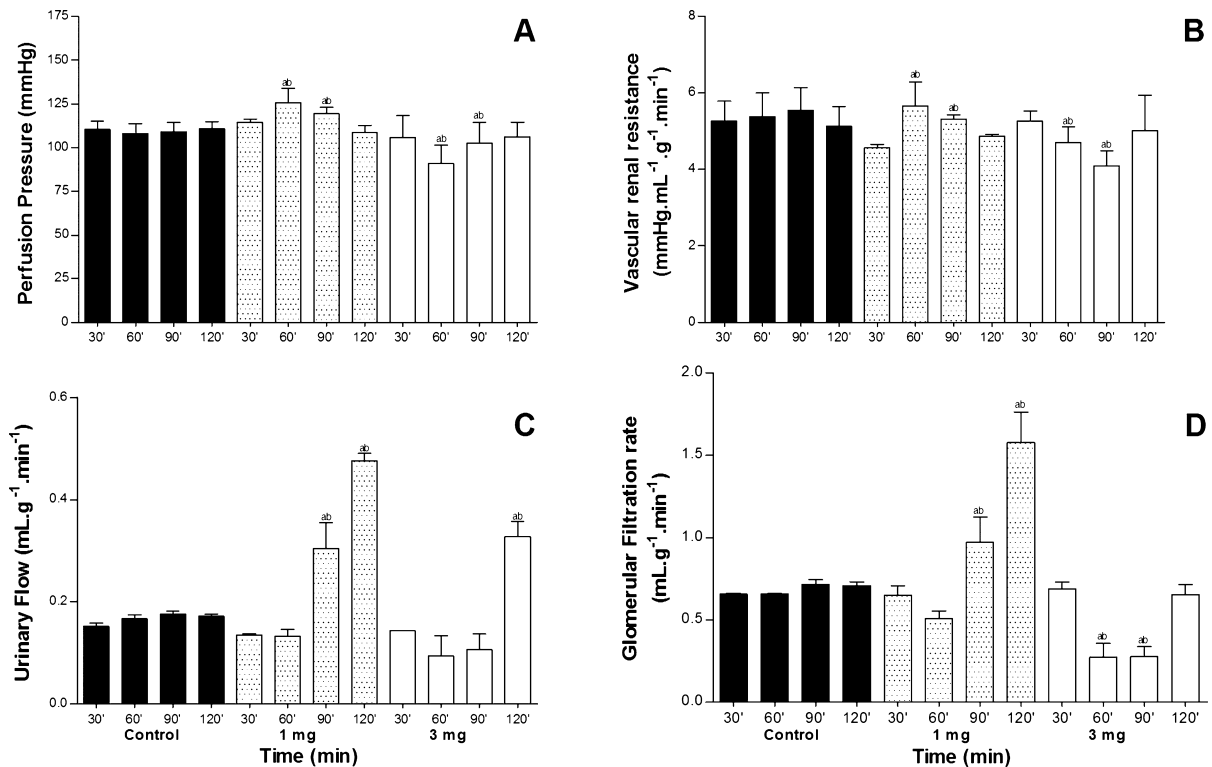 A
Perfusion Pressure (mmHg)
175
150
125
100
75
50
25
0
ab
ab
ab
ab
30' 60' 90' 120' 30' 60' 90' 120' 30' 60' 90' 120'
B
Vascular renal resistance
(mmHg.mL⁻¹.g⁻¹.min⁻¹)
8
6
4
2
0
ab
ab
ab
ab
30' 60' 90' 120' 30' 60' 90' 120' 30' 60' 90' 120'
C
Urinary Flow (mL.g⁻¹.min⁻¹)
0.6
0.4
0.2
0.0
ab
ab
ab
30' 60' 90' 120' 30' 60' 90' 120' 30' 60' 90' 120'
Control 1 mg 3 mg
Time (min)
D
Glomerular Filtration rate
(mL.g⁻¹.min⁻¹)
2.0
1.5
1.0
0.5
0.0
ab
ab
ab
ab
30' 60' 90' 120' 30' 60' 90' 120' 30' 60' 90' 120'
Control 1 mg 3 mg
Time (min)